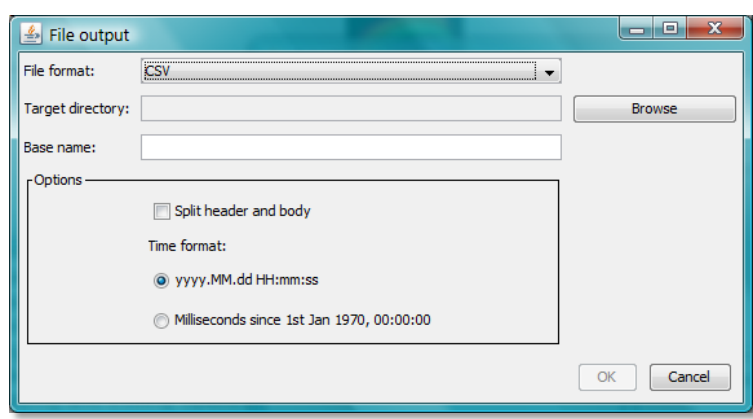 File output
File format: CSV
Target directory: Browse
Base name:
Options
Split header and body
Time format:
yyyy.MM.dd HH:mm:ss
Milliseconds since 1st Jan 1970, 00:00:00
OK Cancel